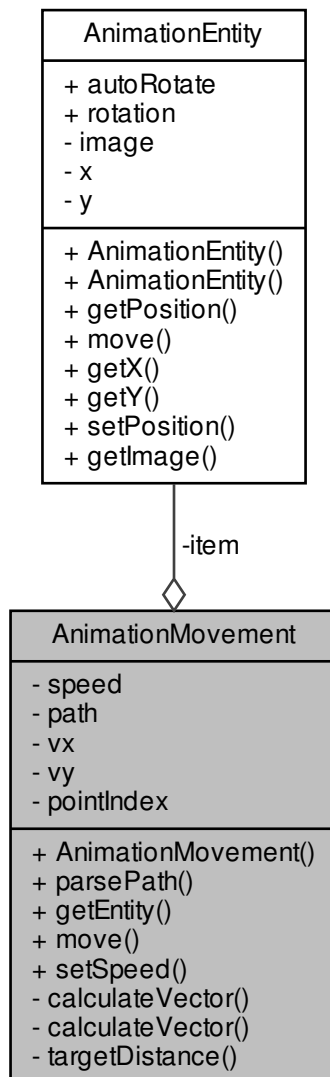 AnimationEntity
+ autoRotate
+ rotation
- image
- x
- y
+ AnimationEntity()
+ AnimationEntity()
+ getPosition()
+ move()
+ getX()
+ getY()
+ setPosition()
+ getImage()
-item
AnimationMovement
- speed
- path
- vx
- vy
- pointIndex
+ AnimationMovement()
+ parsePath()
+ getEntity()
+ move()
+ setSpeed()
- calculateVector()
- calculateVector()
- targetDistance()